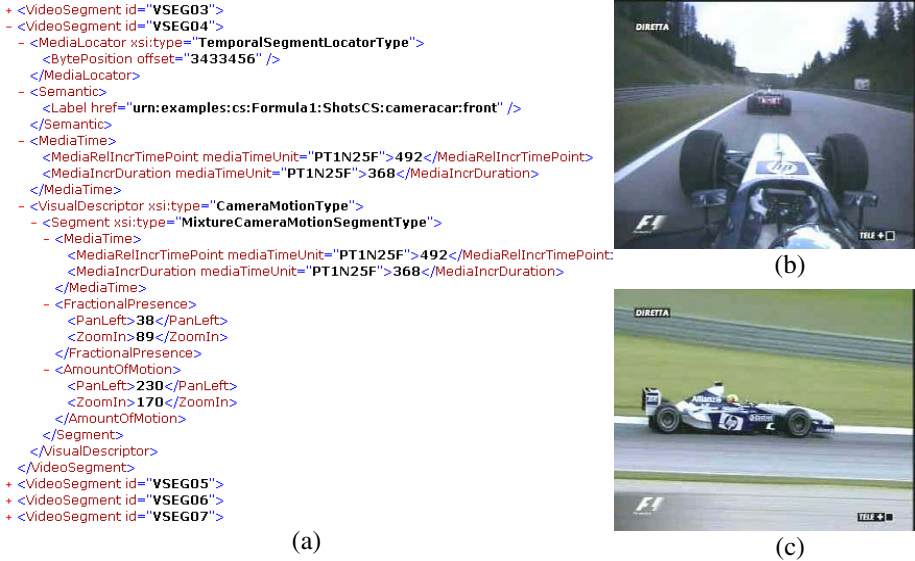 + <VideoSegment id="VSEG03">
- <VideoSegment id="VSEG04">
- <MediaLocator xsi:type="TemporalSegmentLocatorType">
<BytePosition offset="3433456" />
</MediaLocator>
- <Semantic>
<Label href="urn:examples:cs:Formula1:ShotsCS:cameracar:front" />
</Semantic>
- <MediaTime>
<MediaRelIncrTimePoint mediaTimeUnit="PT1N25F">492</MediaRelIncrTimePoint>
<MediaIncrDuration mediaTimeUnit="PT1N25F">368</MediaIncrDuration>
</MediaTime>
- <VisualDescriptor xsi:type="CameraMotionType">
- <Segment xsi:type="MixtureCameraMotionSegmentType">
- <MediaTime>
<MediaRelIncrTimePoint mediaTimeUnit="PT1N25F">492</MediaRelIncrTimePoint:
<MediaIncrDuration mediaTimeUnit="PT1N25F">368</MediaIncrDuration>
</MediaTime>
- <FractionalPresence>
<PanLeft>38</PanLeft>
<ZoomIn>89</ZoomIn>
</FractionalPresence>
- <AmountOfMotion>
<PanLeft>230</PanLeft>
<ZoomIn>170</ZoomIn>
</AmountOfMotion>
</Segment>
</VisualDescriptor>
</VideoSegment>
+ <VideoSegment id="VSEG05">
+ <VideoSegment id="VSEG06">
+ <VideoSegment id="VSEG07">
(a)
DIRETTA
hp
F1
TELE +
(b)
DIRETTA
Allianz
hp
Castrol
F1
TELE +
(c)